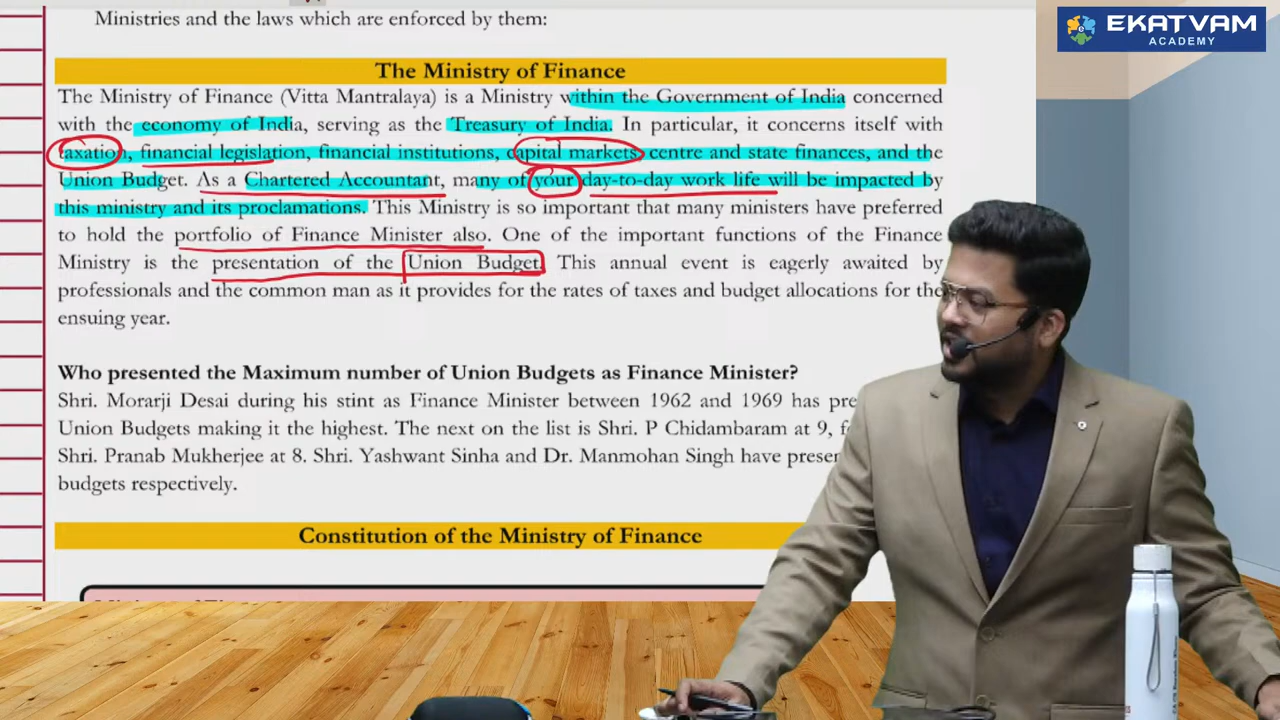 Ministries and the laws which are enforced by them:
EKATVAM
ACADEMY
The Ministry of Finance
The Ministry of Finance (Vitta Mantralaya) is a Ministry within the Government of India concerned
with the economy of India, serving as the Treasury of India. In particular, it concerns itself with
taxation, financial legislation, financial institutions, capital markets, centre and state finances, and the
Union Budget. As a Chartered Accountant, many of your day-to-day work life will be impacted by
this ministry and its proclamations. This Ministry is so important that many ministers have preferred
to hold the portfolio of Finance Minister also. One of the important functions of the Finance
Ministry is the presentation of the Union Budget. This annual event is eagerly awaited by
professionals and the common man as it provides for the rates of taxes and budget allocations for the
ensuing year.
Who presented the Maximum number of Union Budgets as Finance Minister?
Shri. Morarji Desai during his stint as Finance Minister between 1962 and 1969 has
Union Budgets making it the highest. The next on the list is Shri. P Chidambaram at 9,
Shri. Pranab Mukherjee at 8. Shri. Yashwant Sinha and Dr. Manmohan Singh have
budgets respectively.
Constitution of the Ministry of Finance